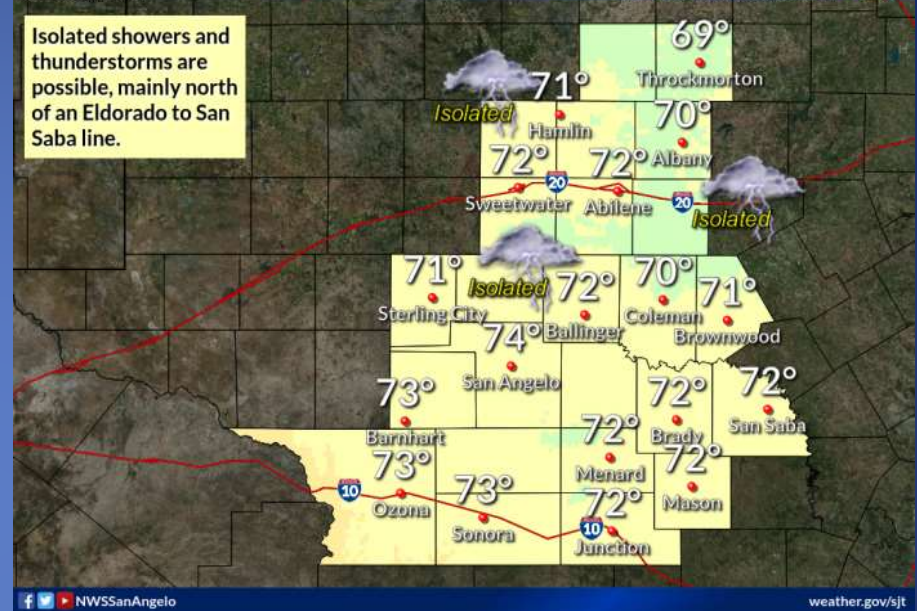 Isolated showers and
thunderstorms are
possible, mainly north
of an Eldorado to San
Saba line.
69°
Throckmorton
71°
Isolated
Hamlin
70°
Albany
72°
72°
20
Sweetwater
Abilene
20
Isolated
71°
Isolated
72°
70°
71°
Sterling City
Ballinger
Coleman
Brownwood
74°
San Angelo
73°
72°
72°
Barnhart
Brady
San Saba
73°
72°
Menard
72°
10
Ozona
73°
72°
Mason
Sonora
10
Junction
NWSSanAngelo
weather.gov/sjt